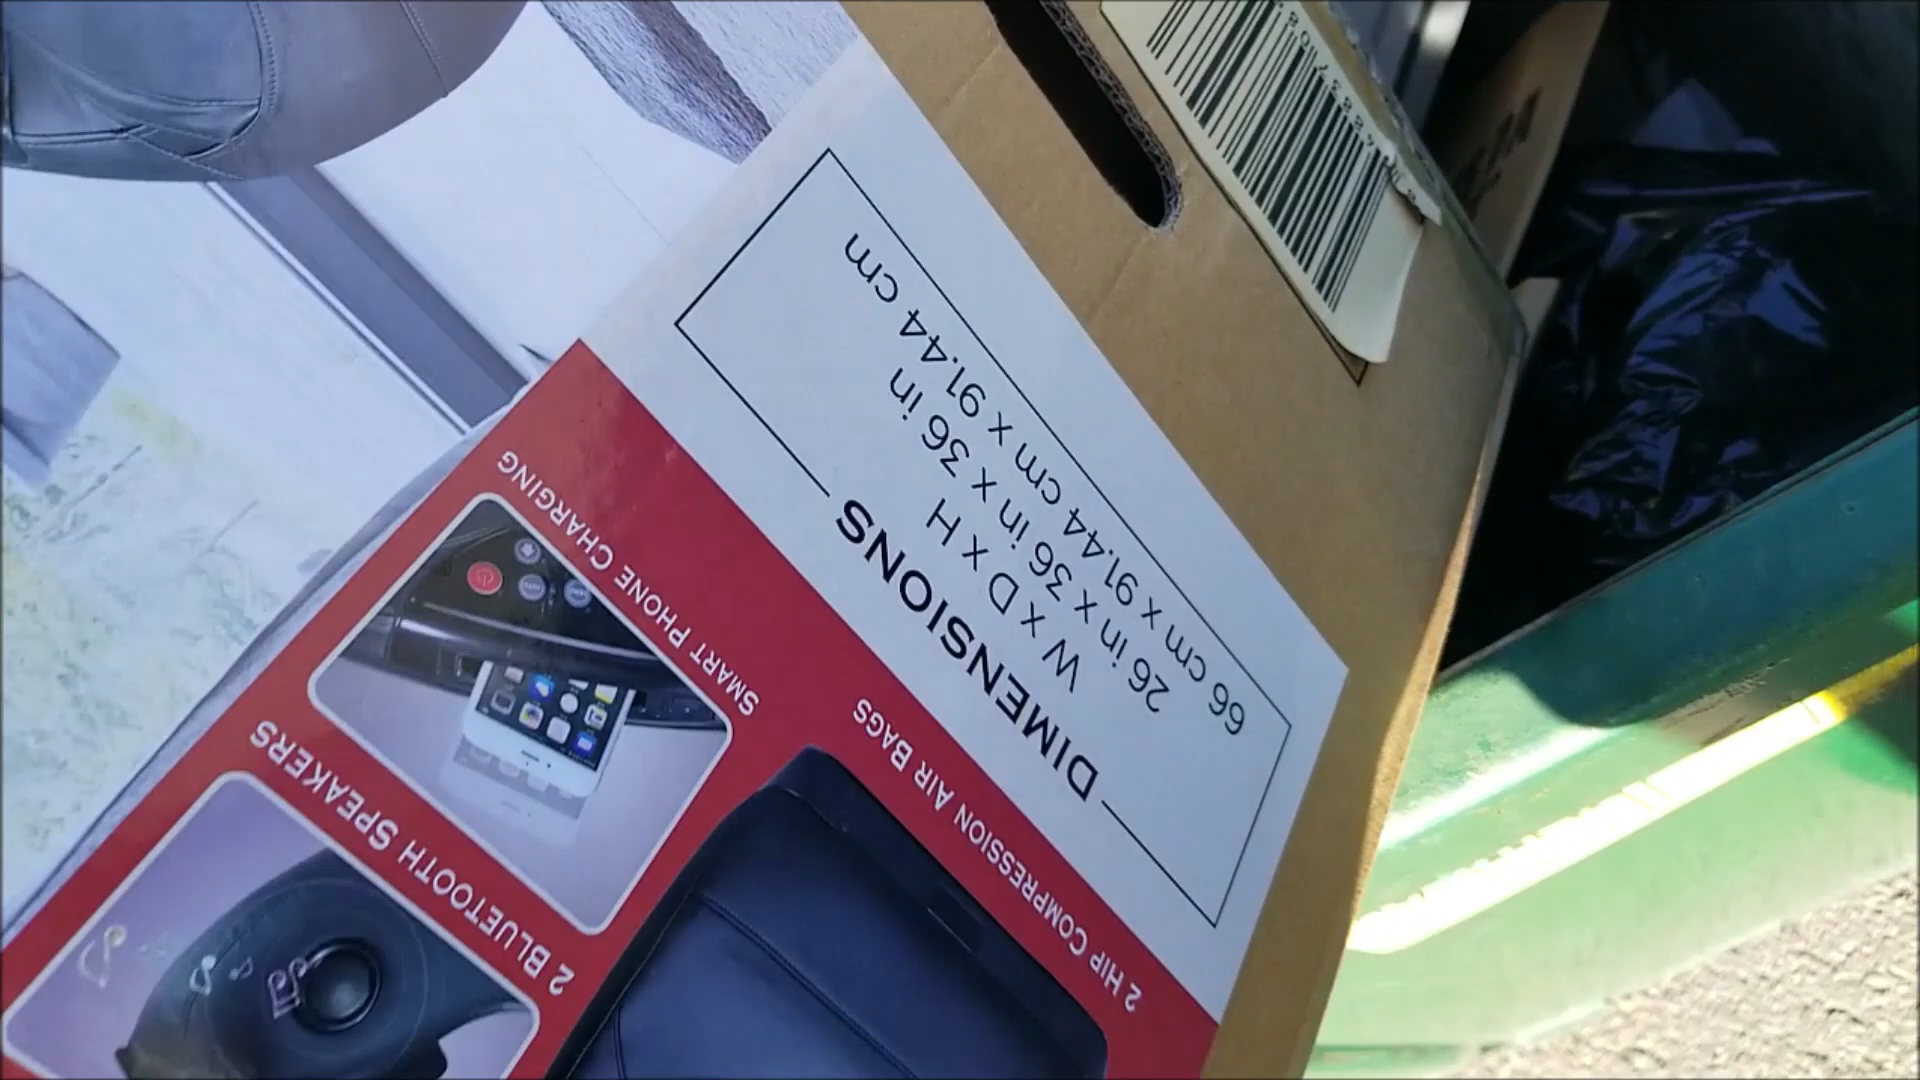 DIMENSIONS
W x D x H
26 in x 36 in x 36 in
66 cm x 91.44 cm x 91.44 cm
2 HIP COMPRESSION AIR BAGS
SMART PHONE CHARGING
2 BLUETOOTH SPEAKERS